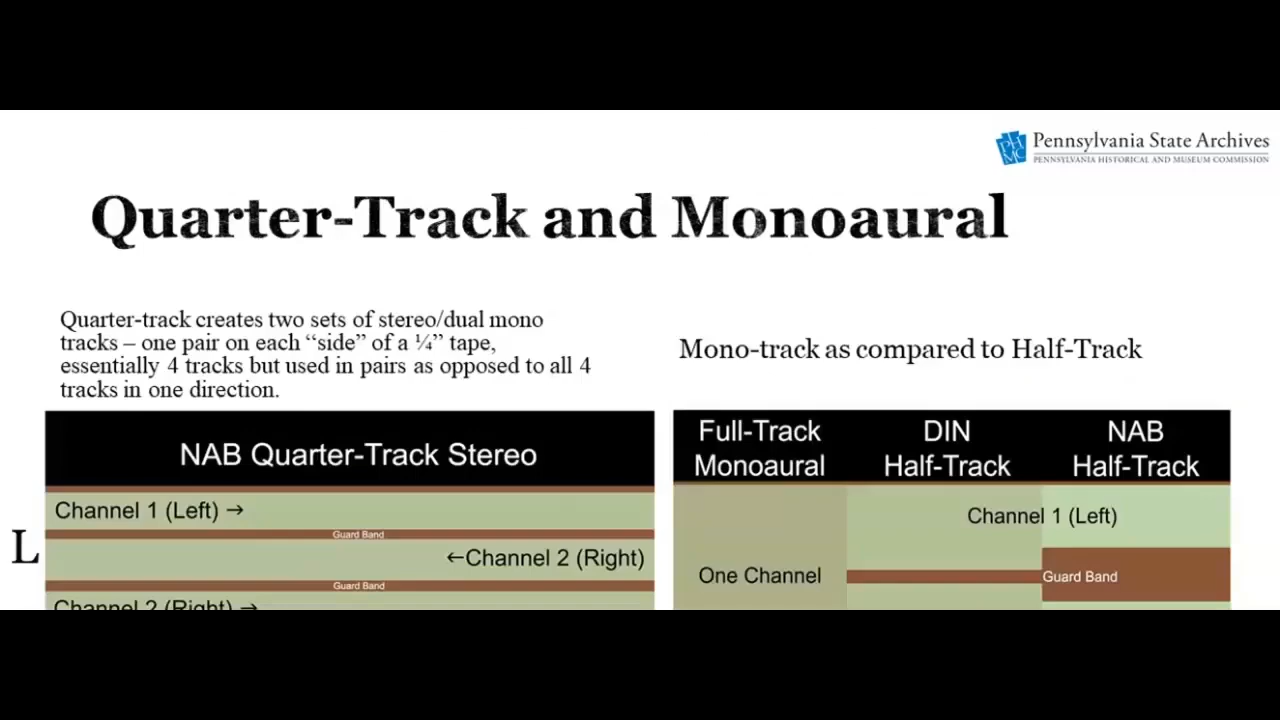 Pennsylvania State Archives
PENNSYLVANIA HISTORICAL AND MUSEUM COMMISSION
PHMC
Quarter-Track and Monoaural
Quarter-track creates two sets of stereo/dual mono
tracks – one pair on each “side” of a ¼” tape,
essentially 4 tracks but used in pairs as opposed to all 4
tracks in one direction.
NAB Quarter-Track Stereo
Channel 1 (Left) →
Guard Band
L
←Channel 2 (Right)
Guard Band
Channel 2 (Right) →
Mono-track as compared to Half-Track
Full-Track
Monoaural
DIN
Half-Track
NAB
Half-Track
Channel 1 (Left)
One Channel
Guard Band